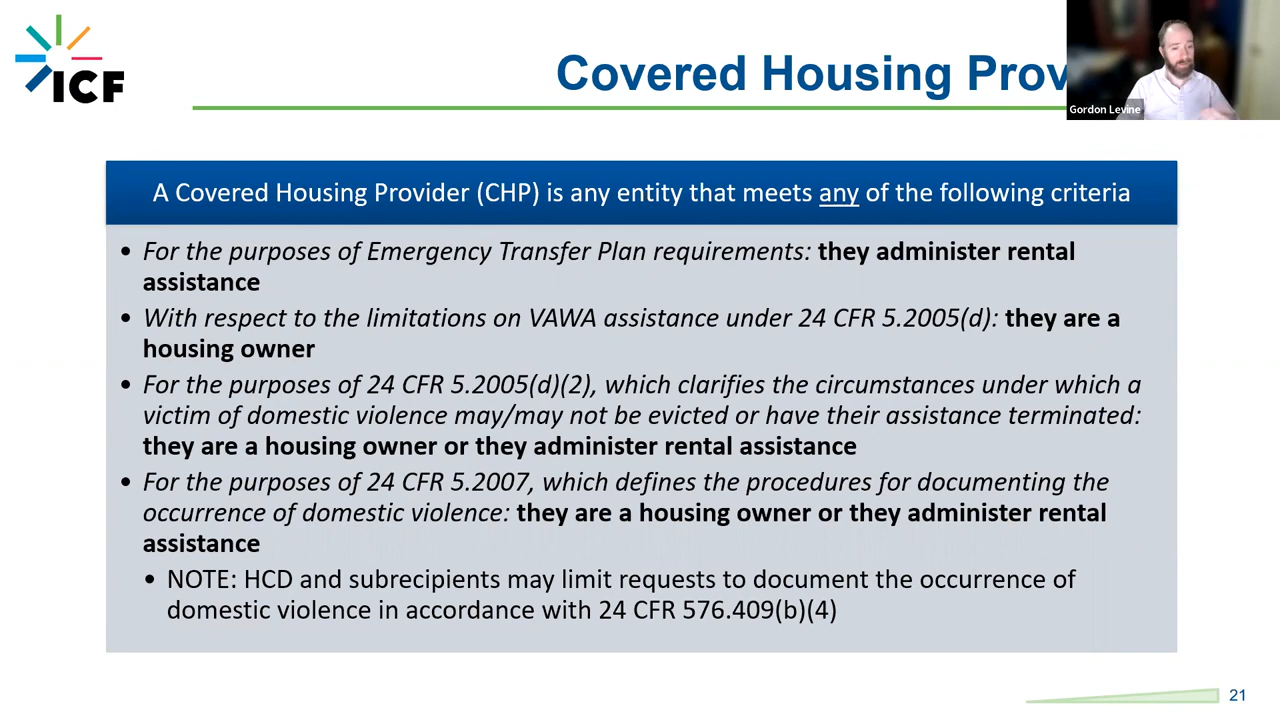 ICF
Covered Housing Prov
Gordon Levine
A Covered Housing Provider (CHP) is any entity that meets any of the following criteria
• For the purposes of Emergency Transfer Plan requirements: they administer rental
assistance
• With respect to the limitations on VAWA assistance under 24 CFR 5.2005(d): they are a
housing owner
• For the purposes of 24 CFR 5.2005(d)(2), which clarifies the circumstances under which a
victim of domestic violence may/may not be evicted or have their assistance terminated:
they are a housing owner or they administer rental assistance
• For the purposes of 24 CFR 5.2007, which defines the procedures for documenting the
occurrence of domestic violence: they are a housing owner or they administer rental
assistance
• NOTE: HCD and subrecipients may limit requests to document the occurrence of
domestic violence in accordance with 24 CFR 576.409(b)(4)
21